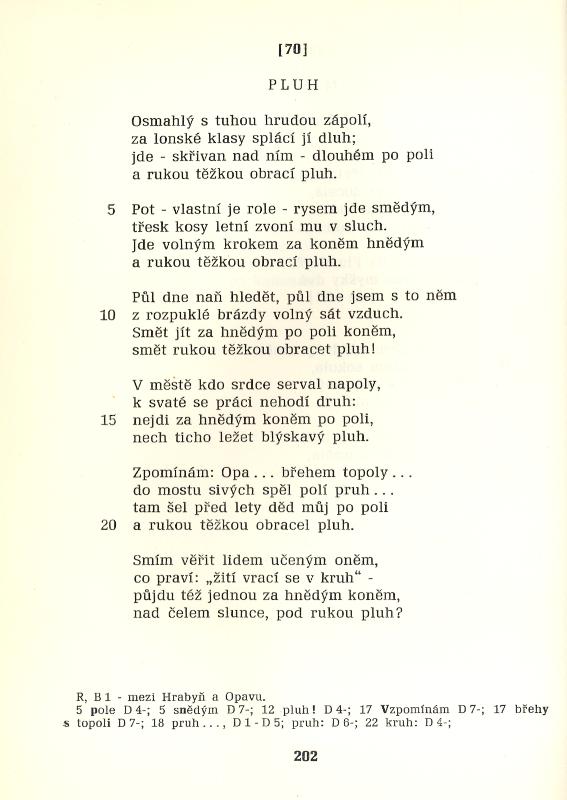 [70]
PLUH
Osmahlý s tuhou hrudou zápolí,
za lonské klasy splácí jí dluh;
jde - skřivan nad ním - dlouhém po poli
a rukou těžkou obrací pluh.
5 Pot - vlastní je role - rysem jde smědým,
třesk kosy letní zvoní mu v sluch.
Jde volným krokem za koněm hnědým
a rukou těžkou obrací pluh.
Půl dne naň hledět, půl dne jsem s to něm
10 z rozpuklé brázdy volný sát vzduch.
Smět jít za hnědým po poli koněm,
smět rukou těžkou obracet pluh!
V městě kdo srdce serval napoly,
k svaté se práci nehodí druh:
15 nejdi za hnědým koněm po poli,
nech ticho ležet blýskavý pluh.
Zpomínám: Opa... břehem topoly...
do mostu sivých spěl polí pruh...
tam šel před lety děd můj po poli
20 a rukou těžkou obracel pluh.
Smím věřit lidem učeným oněm,
co praví: „žití vrací se v kruh“ -
půjdu též jednou za hnědým koněm,
nad čelem slunce, pod rukou pluh?
R, B 1 - mezi Hrabyň a Opavu.
5 pole D 4-; 5 snědým D 7-; 12 pluh! D 4-; 17 Vzpomínám D 7-; 17 břehy
s topoli D 7-; 18 pruh..., D 1 - D 5; pruh: D 6-; 22 kruh: D 4-;
202